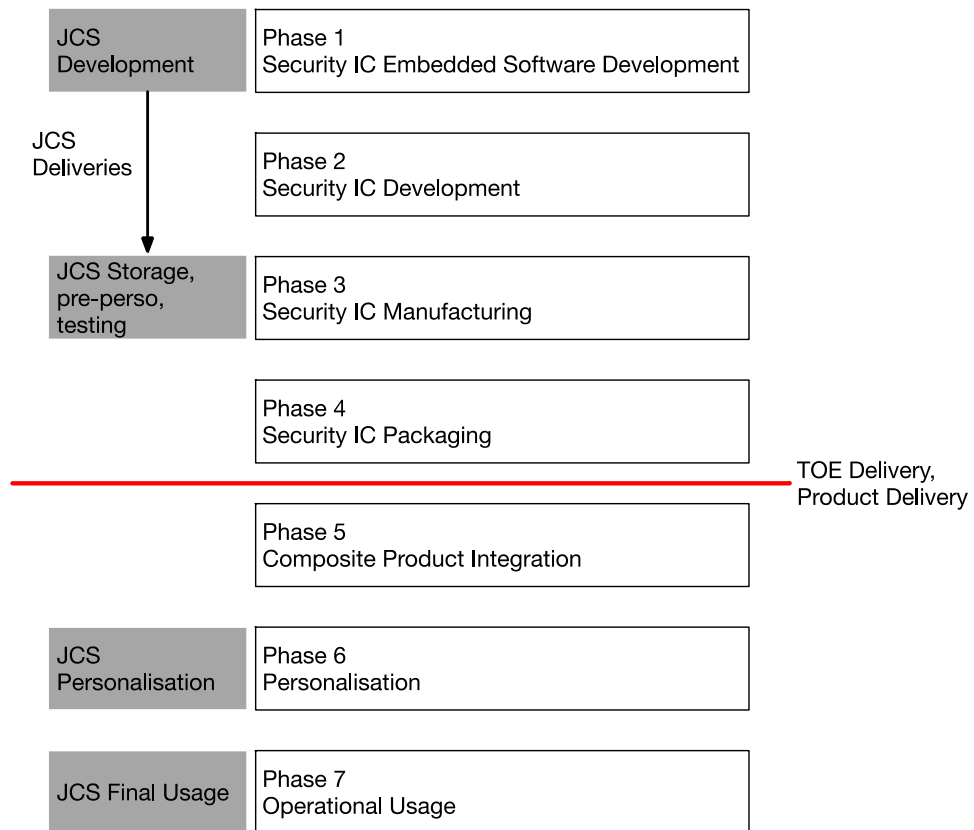 JCS
Development
Phase 1
Security IC Embedded Software Development
JCS
Deliveries
Phase 2
Security IC Development
JCS Storage,
pre-perso,
testing
Phase 3
Security IC Manufacturing
Phase 4
Security IC Packaging
TOE Delivery,
Product Delivery
Phase 5
Composite Product Integration
JCS
Personalisation
Phase 6
Personalisation
JCS Final Usage
Phase 7
Operational Usage